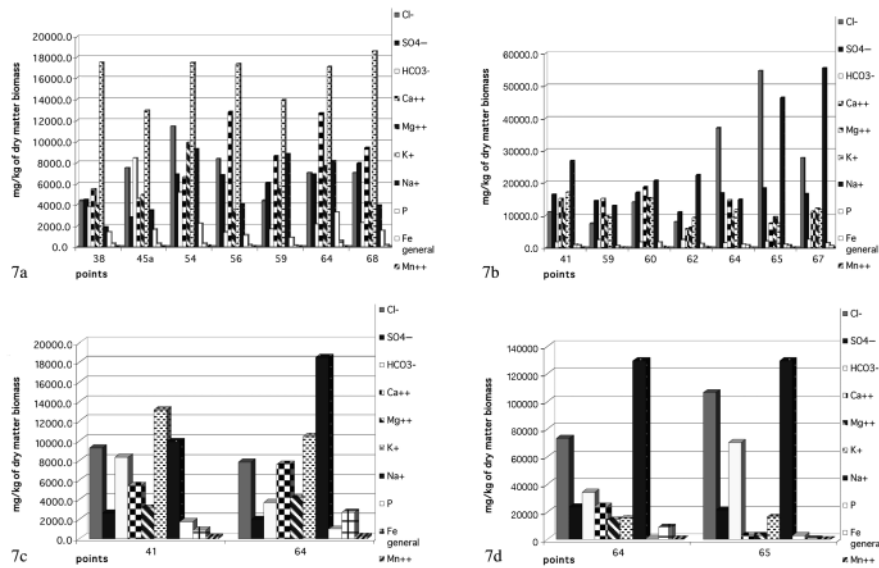 20000.0
18000.0
16000.0
14000.0
12000.0
10000.0
8000.0
6000.0
4000.0
2000.0
0.0
mg/kg of dry matter biomass
38 45a 54 56 59 64 68
points
7a
Cl-
SO4--
HCO3-
Ca++
Mg++
K+
Na+
P
Fe
general
Mn++
60000.0
50000.0
40000.0
30000.0
20000.0
10000.0
0.0
mg/kg of dry matter biomass
41 59 60 62 64 65 67
points
7b
Cl-
SO4--
HCO3-
Ca++
Mg++
K+
Na+
P
Fe
general
Mn++
20000.0
18000.0
16000.0
14000.0
12000.0
10000.0
8000.0
6000.0
4000.0
2000.0
0.0
mg/kg of dry matter biomass
41 64
points
7c
Cl-
SO4--
HCO3-
Ca++
Mg++
K+
Na+
P
Fe
general
Mn++
140000
120000
100000
80000
60000
40000
20000
0
mg/kg of dry matter biomass
64 65
points
7d
Cl-
SO4--
HCO3-
Ca++
Mg++
K+
Na+
P
Fe
general
Mn++